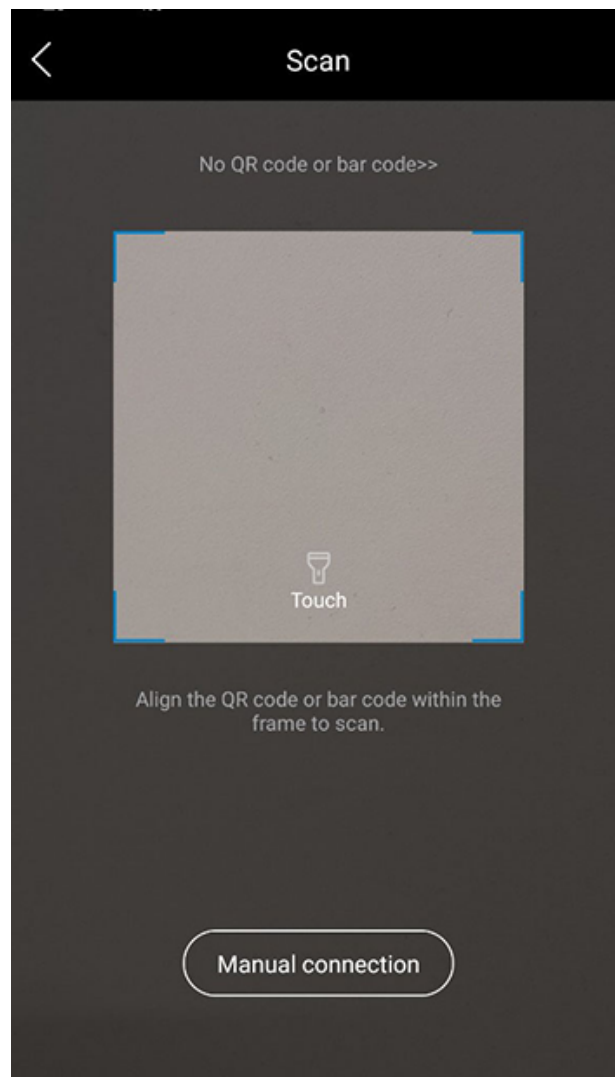 Scan
No QR code or bar code>>
Touch
Align the QR code or bar code within the
frame to scan.
Manual connection